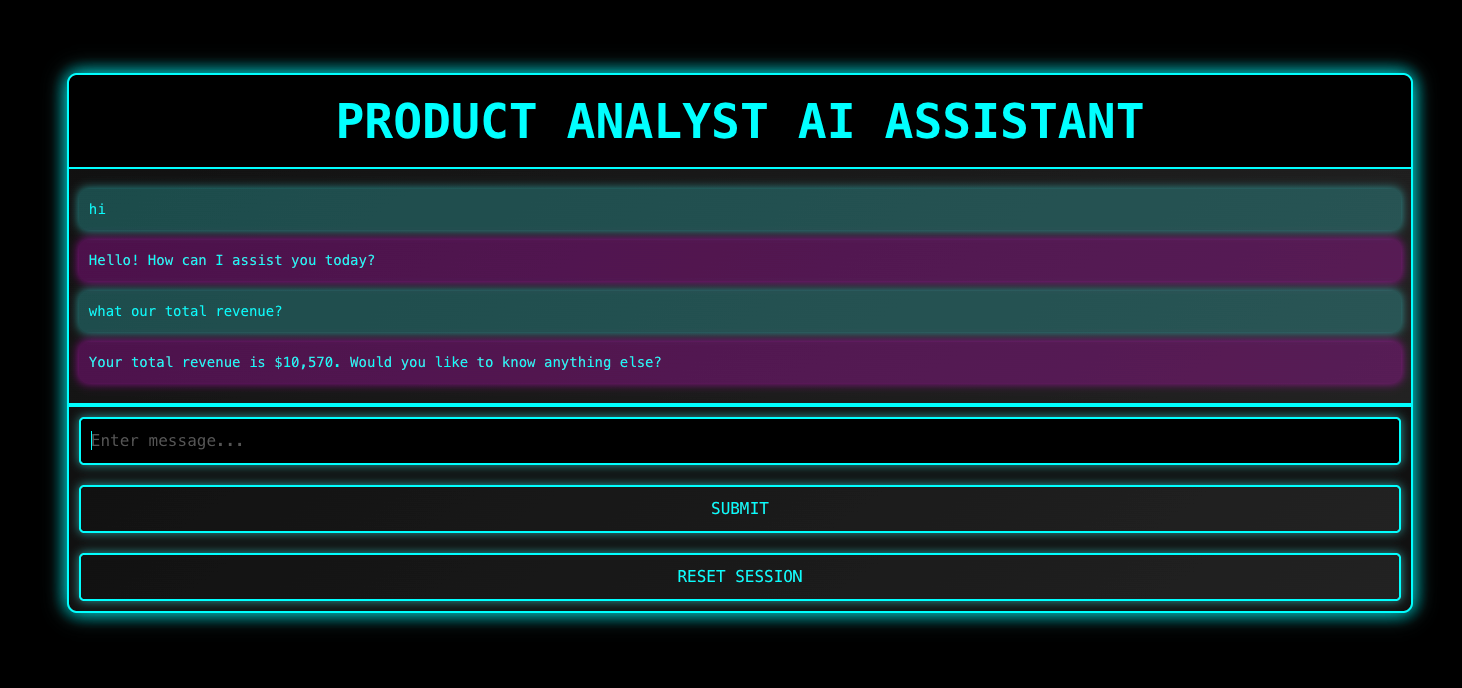 PRODUCT ANALYST AI ASSISTANT
hi
Hello! How can I assist you today?
what our total revenue?
Your total revenue is $10,570. Would you like to know anything else?
Enter message...
SUBMIT
RESET SESSION